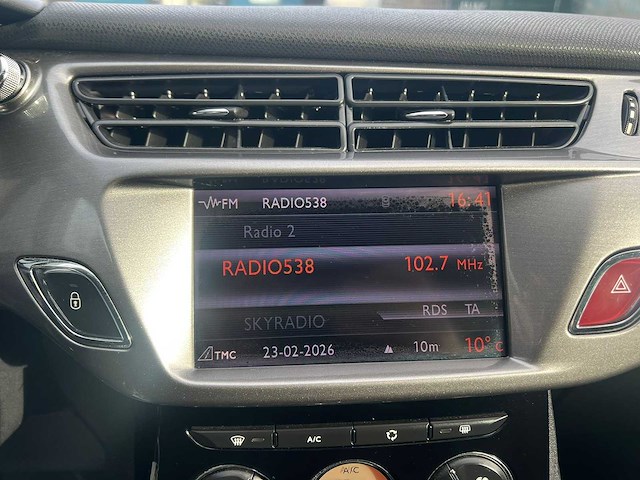 FM RADIO538 16:41
Radio 2
RADIO538 102.7 MHz
RDS TA
SKYRADIO
TMC 23-02-2026 10m 10° C
A/C
A/C